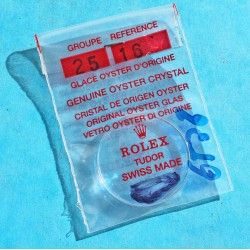 GROUPE REFERENCE
25 16
GLACE OYSTER D'ORIGINE
GENUINE OYSTER CRYSTAL
CRISTAL DE ORIGEN OYSTER
ORIGINAL OYSTER GLAS
VETRO OYSTER DI ORIGINE
ROLEX
TUDOR
SWISS MADE